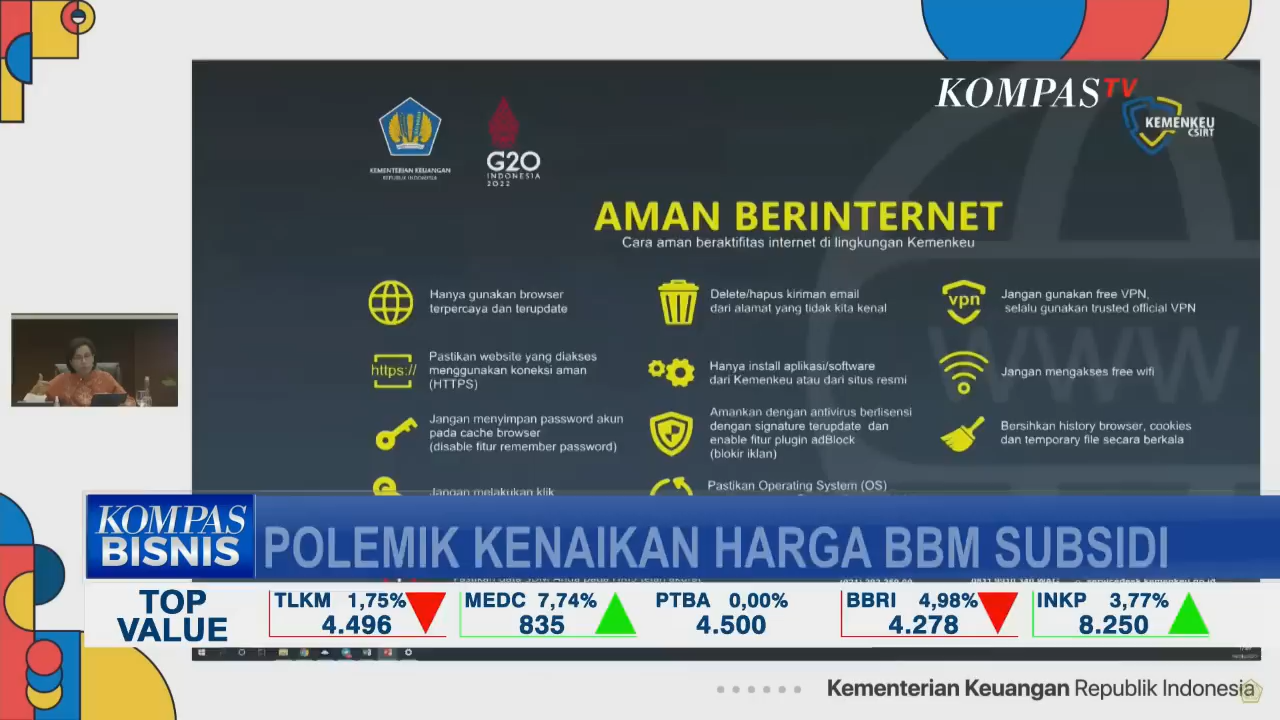 KOMPASTV
KEMENKEU
CSIRT
KEMENTERIAN KEUANGAN
REPUBLIK INDONESIA
G20
INDONESIA
2022
AMAN BERINTERNET
Cara aman beraktifitas internet di lingkungan Kemenkeu
Hanya gunakan browser
terpercaya dan terupdate
https://
Pastikan website yang diakses
menggunakan koneksi aman
(HTTPS)
Jangan menyimpan password akun
pada cache browser
(disable fitur remember password)
Jangan melakukan klik
Delete/hapus kiriman email
dari alamat yang tidak kita kenal
Hanya install aplikasi/software
dari Kemenkeu atau dari situs resmi
Amankan dengan antivirus berlisensi
dengan signature terupdate dan
enable fitur plugin adBlock
(blokir iklan)
Pastikan Operating System (OS)
vpn
Jangan gunakan free VPN,
selalu gunakan trusted official VPN
Jangan mengakses free wifi
Bersihkan history browser, cookies
dan temporary file secara berkala
www
KOMPAS
BISNIS
POLEMIK KENAIKAN HARGA BBM SUBSIDI
TOP
VALUE
TLKM 1,75%
4.496
MEDC 7,74%
835
PTBA 0,00%
4.500
BBRI 4,98%
4.278
INKP 3,77%
8.250
Kementerian Keuangan Republik Indonesia